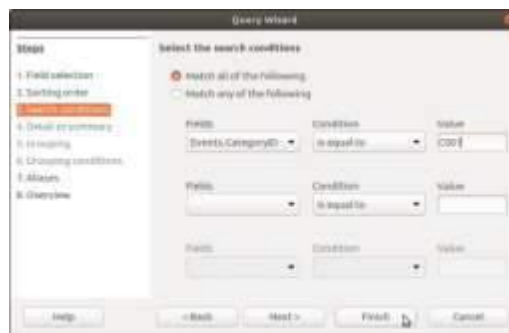 Query Wizard
Steps
Select the search conditions
1. Field selection
2. Sorting order
3. Search conditions
4. Detail or summary
5. Grouping
6. Grouping conditions
7. Aliases
8. Overview
Match all of the following
Match any of the following
Fields Condition Value
Events.CategoryID is equal to C001
Fields Condition Value
is equal to
Fields Condition Value
Help < Back Next > Finish Cancel